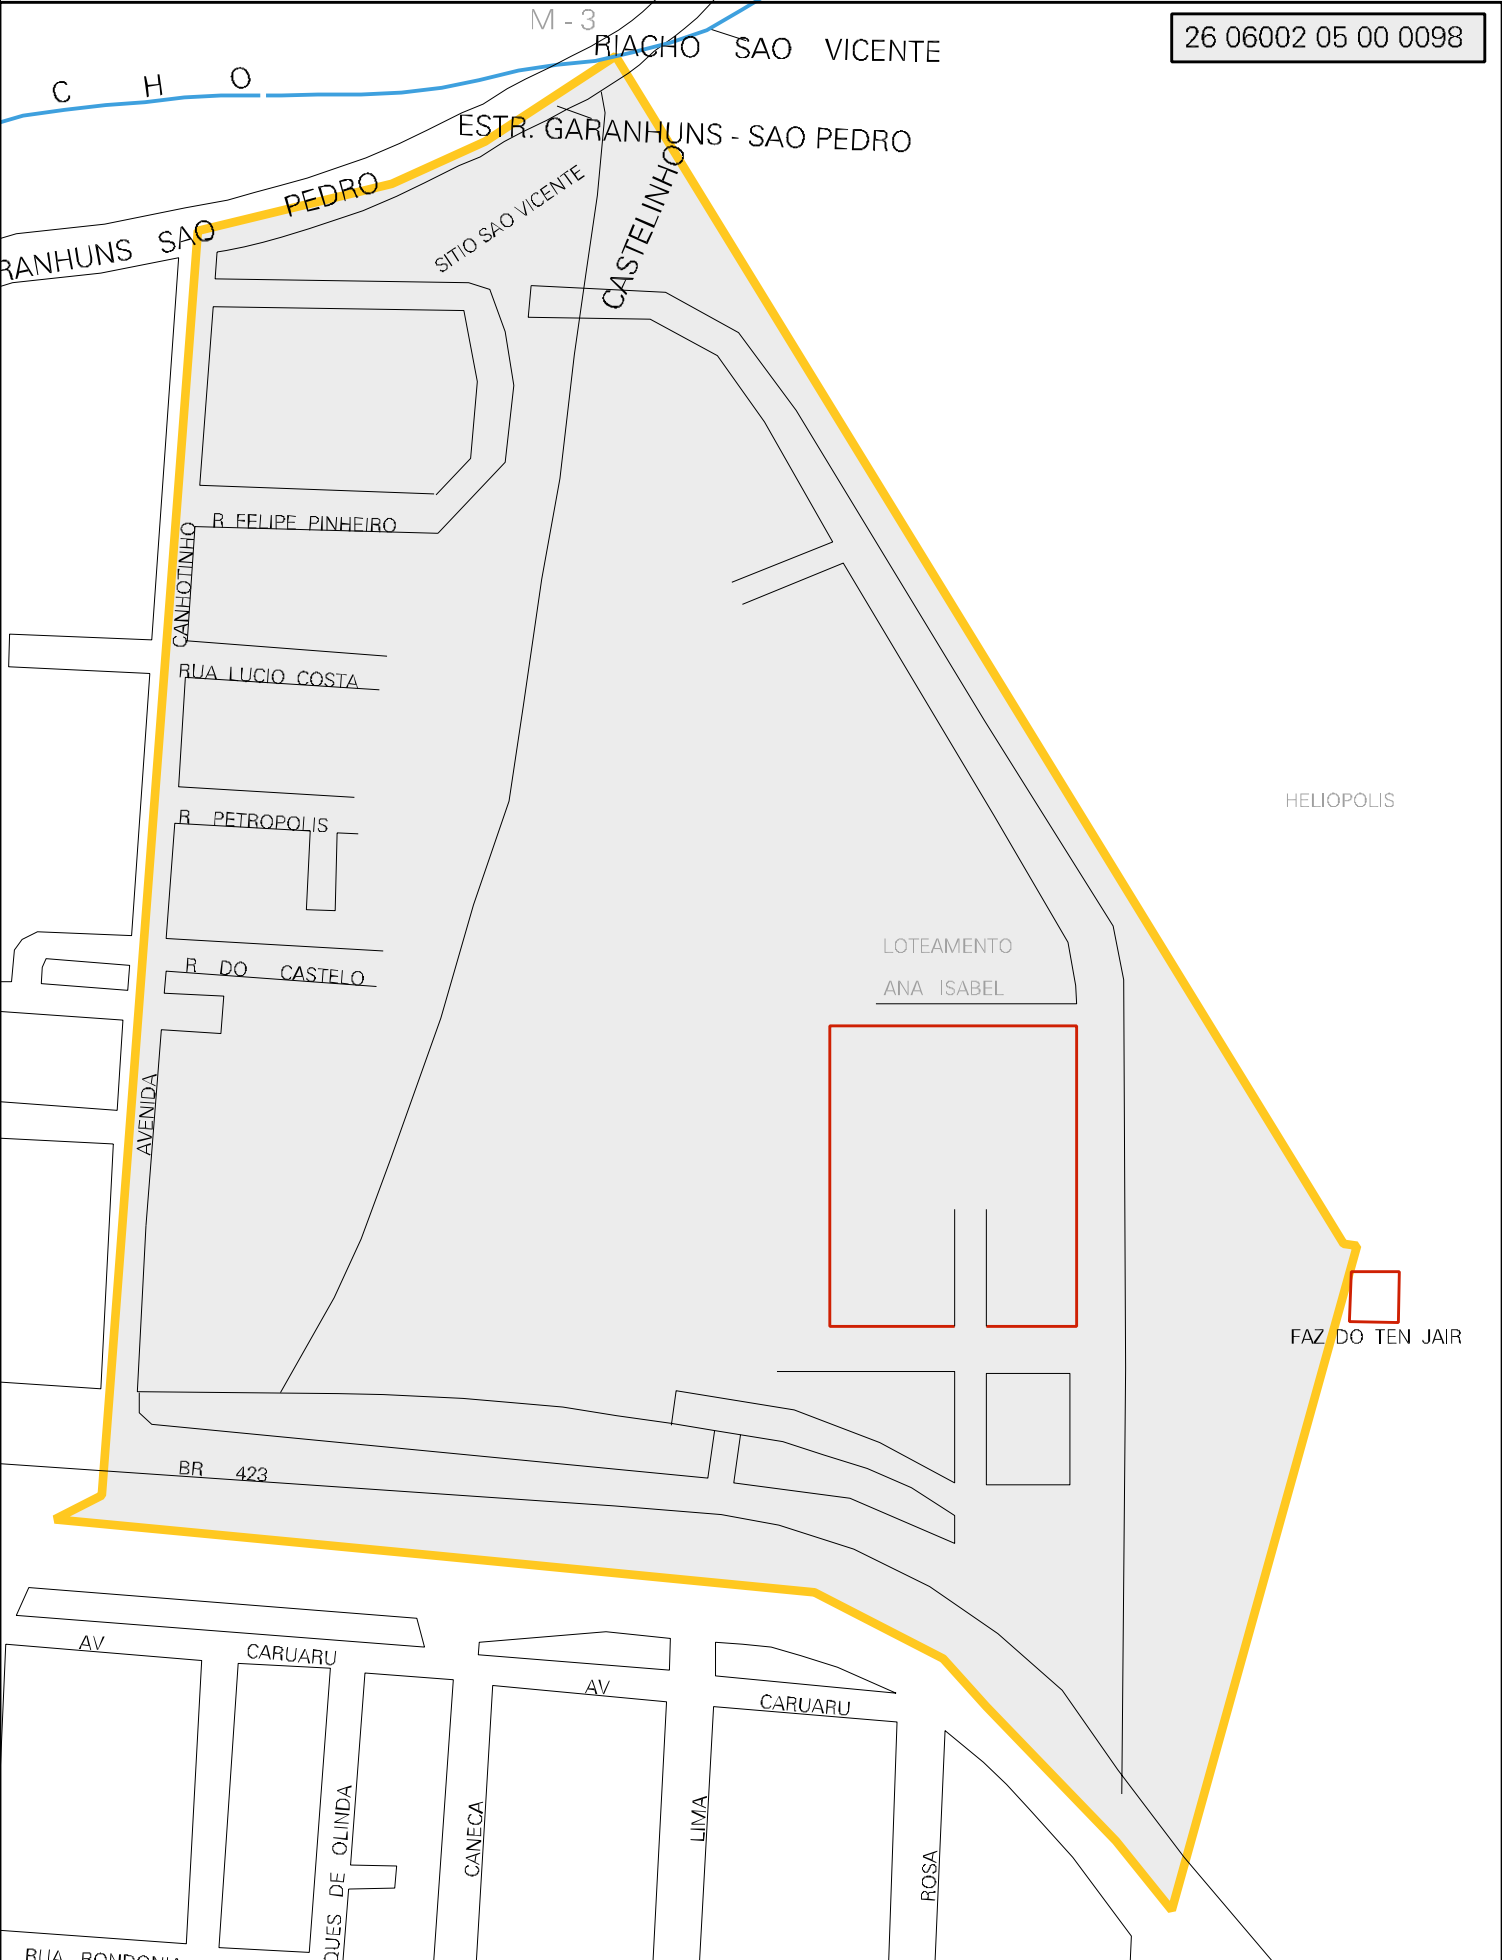 M - 3
26 06002 05 00 0098
RIACHO SAO VICENTE
C H O
ESTR. GARANHUNS - SAO PEDRO
CASTELINHO
SITIO SAO VICENTE
RANHUNS SAO PEDRO
R FELIPE PINHEIRO
CANHOTINHO
RUA LUCIO COSTA
HELIOPOLIS
R PETROPOLIS
LOTEAMENTO
ANA ISABEL
R DO CASTELO
AVENIDA
FAZ DO TEN JAIR
BR 423
AV CARUARU
AV CARUARU
QUES DE OLINDA
CANECA
LIMA
ROSA
RUA RONDONIA